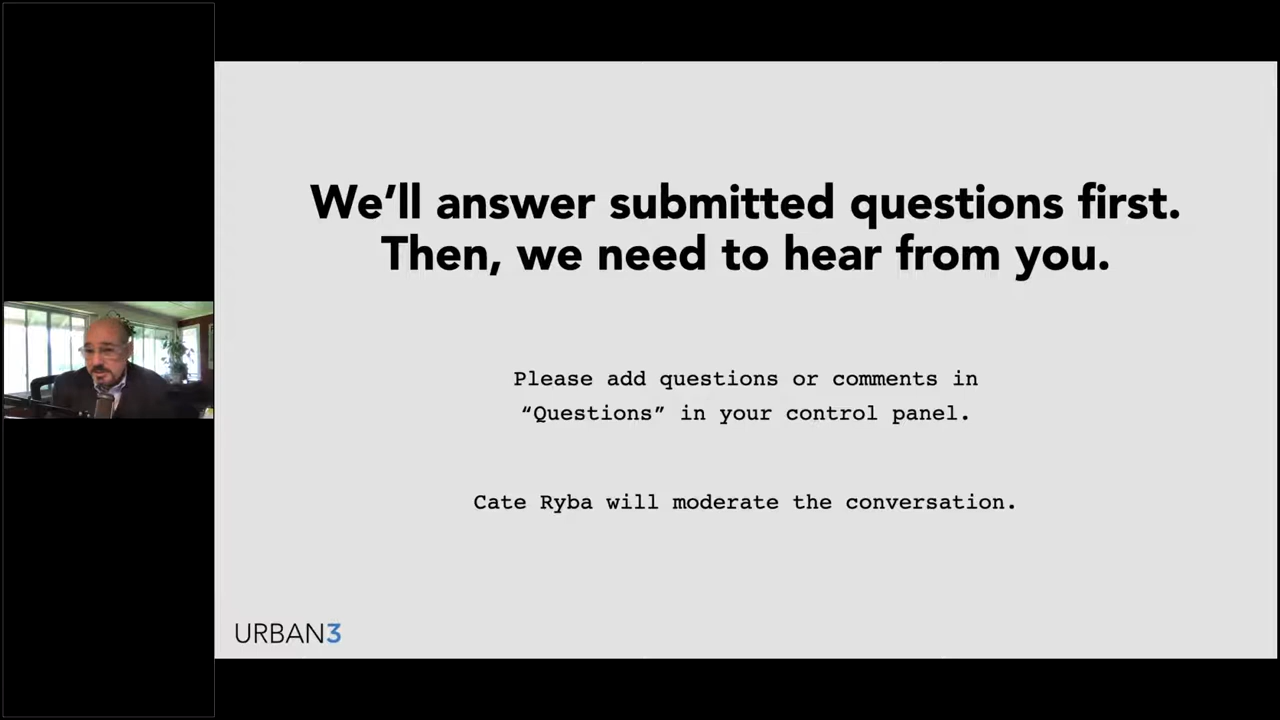 We’ll answer submitted questions first.
Then, we need to hear from you.
Please add questions or comments in
“Questions” in your control panel.
Cate Ryba will moderate the conversation.
URBAN3